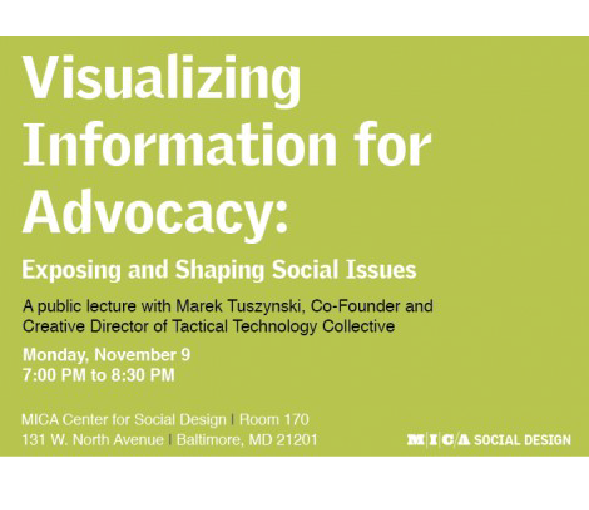 Visualizing
Information for
Advocacy:
Exposing and Shaping Social Issues
A public lecture with Marek Tuszynski, Co-Founder and
Creative Director of Tactical Technology Collective
Monday, November 9
7:00 PM to 8:30 PM
MICA Center for Social Design | Room 170
131 W. North Avenue | Baltimore, MD 21201
M|I|C|A SOCIAL DESIGN